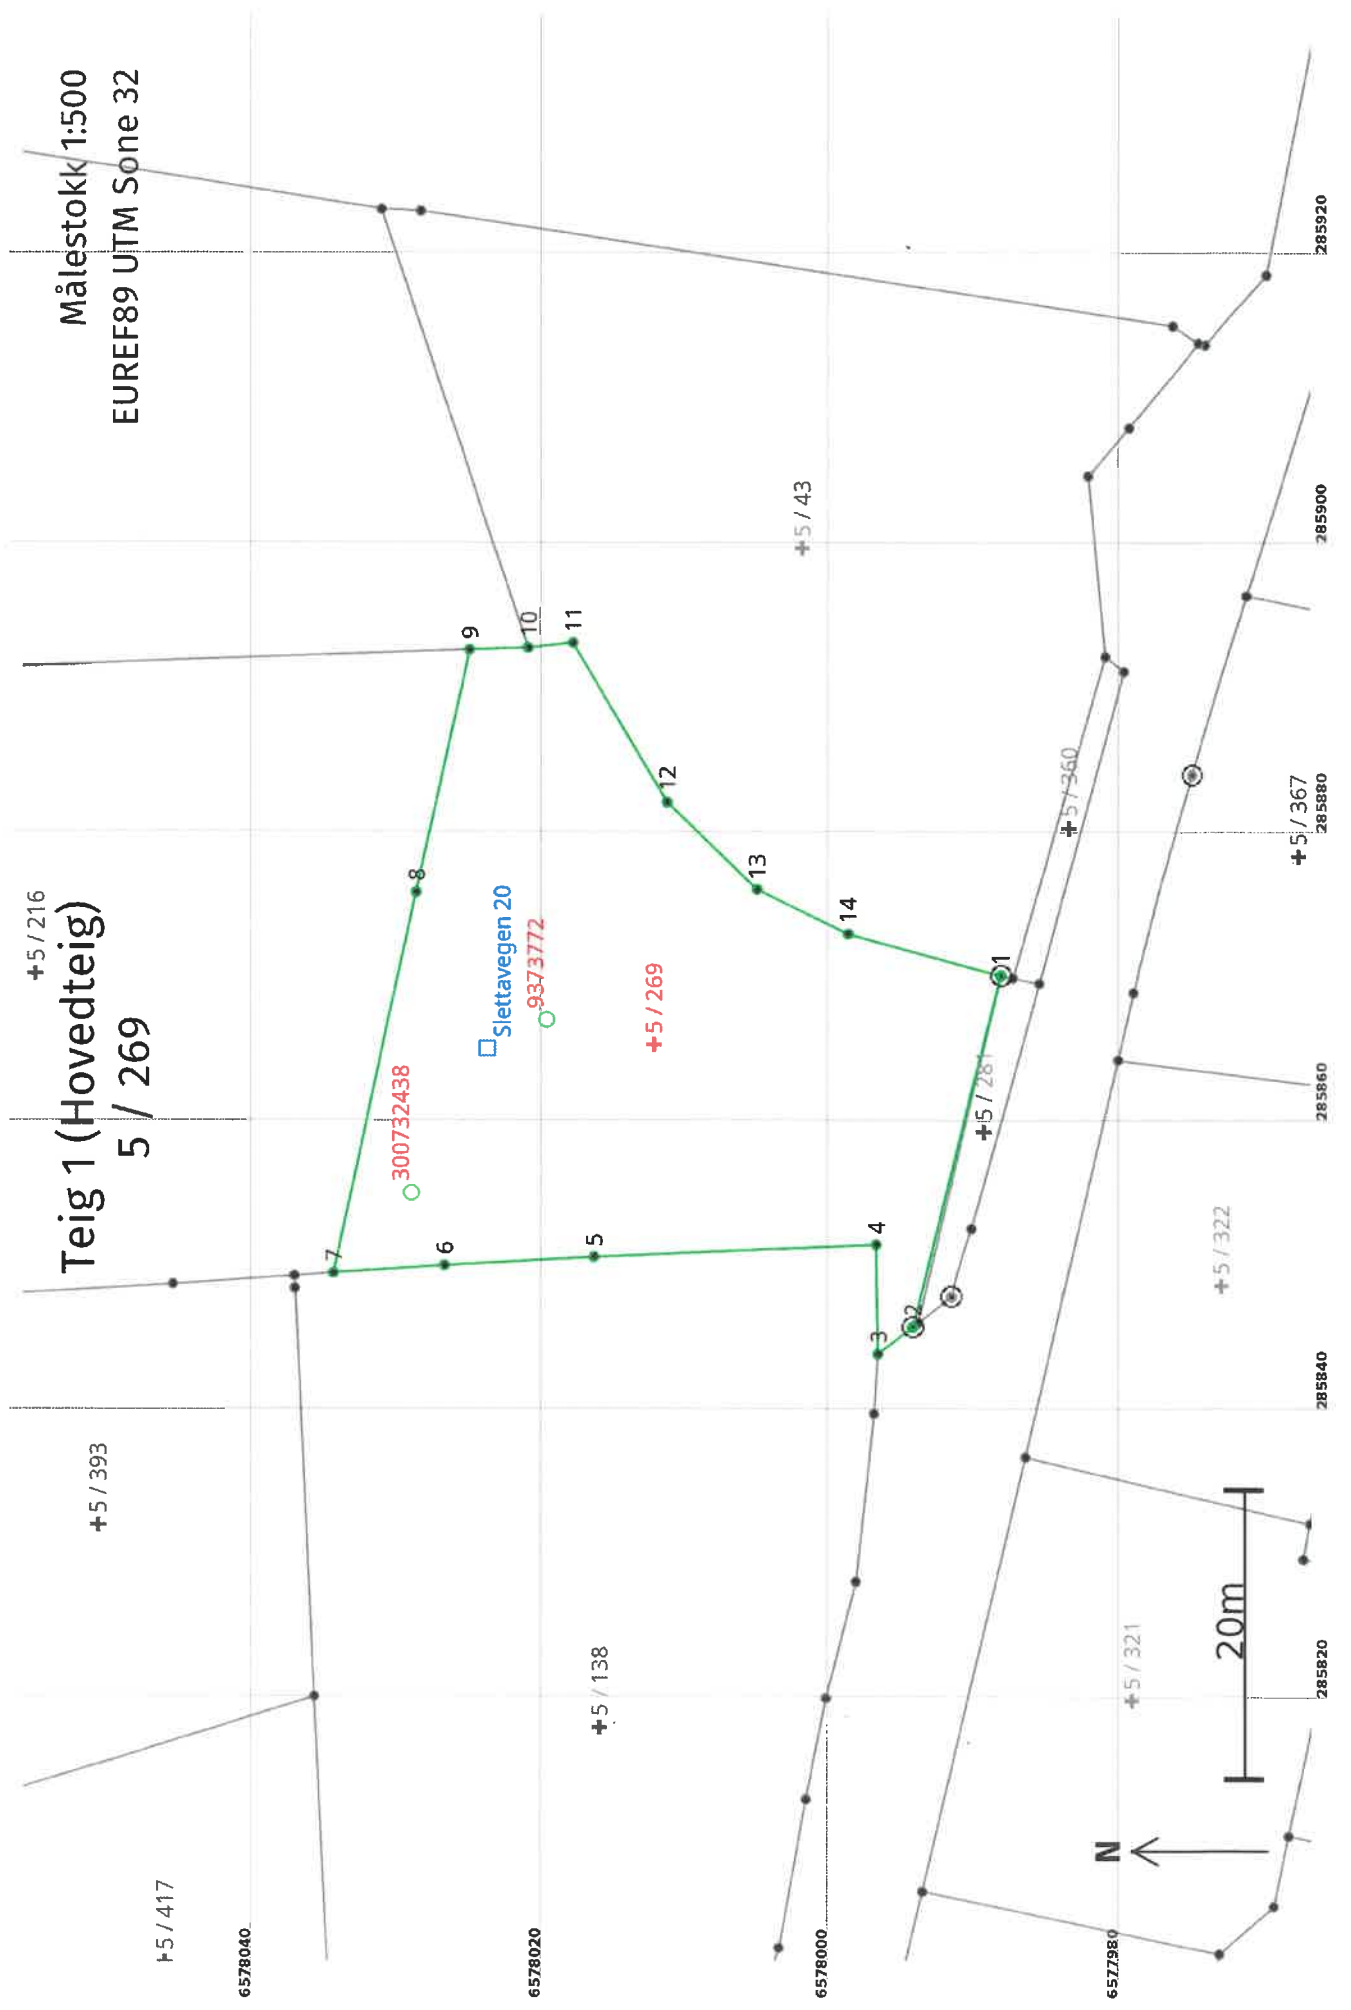 Målestokk 1:500
EUREF89 UTM Sone 32
Teig 1 (Hovedteig)
5 / 269
5 / 216
5 / 393
5 / 417
5 / 138
300732438
Slettavegen 20
9373772
5 / 269
5 / 43
7
8
9
10
11
6
5
12
13
14
4
3
2
1
5 / 281
5 / 360
5 / 367
5 / 322
5 / 321
20m
N
6578040
6578020
6578000
6577980
285820
285840
285860
285880
285900
285920